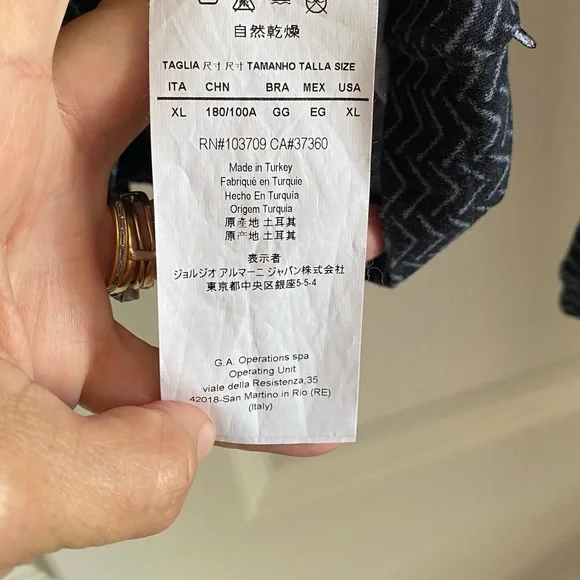 自然乾燥
TAGLIA 尺寸 尺寸 TAMANHO TALLA SIZE
ITA CHN BRA MEX USA
XL 180/100A GG EG XL
RN#103709 CA#37360
Made in Turkey
Fabriqué en Turquie
Hecho En Turquia
Origem Turquia
原産地 土耳其
原产地 土耳其
表示者
ジョルジオ アルマーニ ジャパン株式会社
東京都中央区銀座5-5-4
G.A. Operations spa
Operating Unit
viale della Resistenza,35
42018-San Martino in Rio (RE)
(Italy)